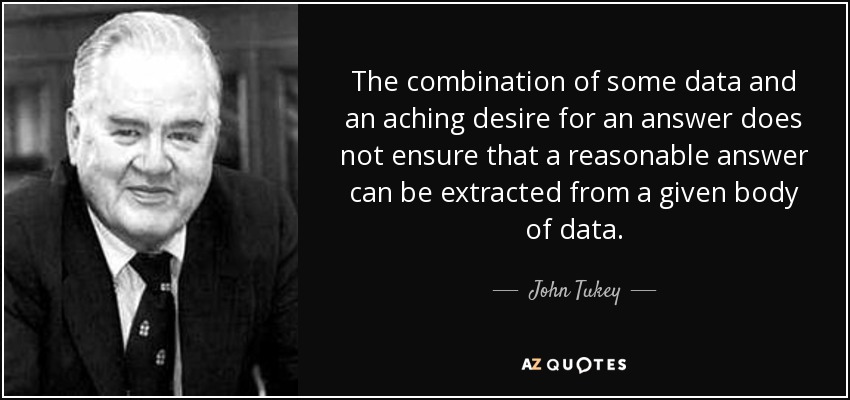 The combination of some data and
an aching desire for an answer does
not ensure that a reasonable answer
can be extracted from a given body
of data.
John Tukey
AZ QUOTES